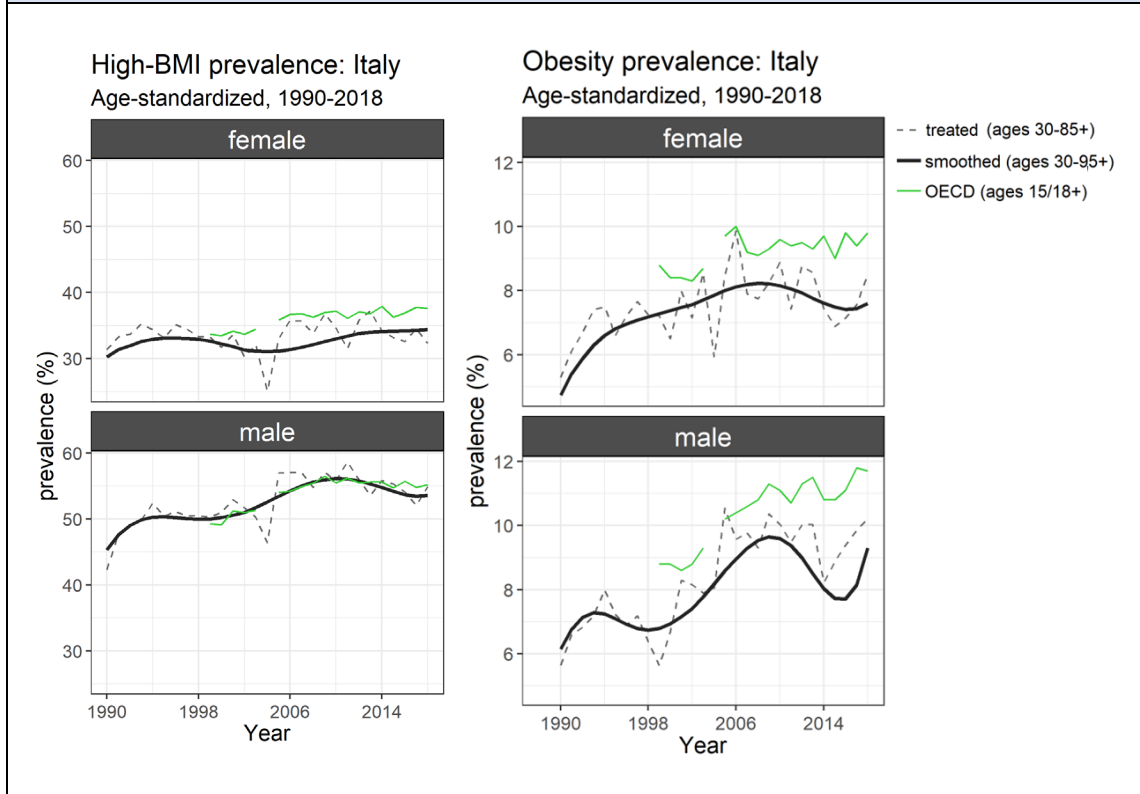 High-BMI prevalence: Italy
Age-standardized, 1990-2018
female
60
50
40
30
male
60
50
40
30
1990 1998 2006 2014
Year
prevalence (%)
Obesity prevalence: Italy
Age-standardized, 1990-2018
female
12
10
8
6
male
12
10
8
6
1990 1998 2006 2014
Year
prevalence (%)
treated (ages 30-85+)
smoothed (ages 30-95+)
OECD (ages 15/18+)